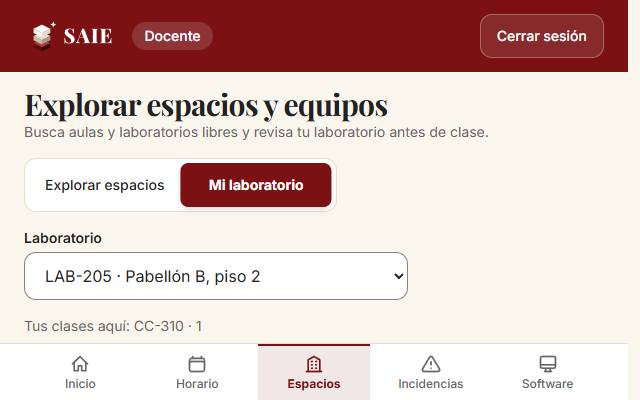 SAIE
Docente
Cerrar sesión
Explorar espacios y equipos
Busca aulas y laboratorios libres y revisa tu laboratorio antes de clase.
Explorar espacios
Mi laboratorio
Laboratorio
LAB-205 · Pabellón B, piso 2
Tus clases aquí: CC-310 · 1
Inicio
Horario
Espacios
Incidencias
Software